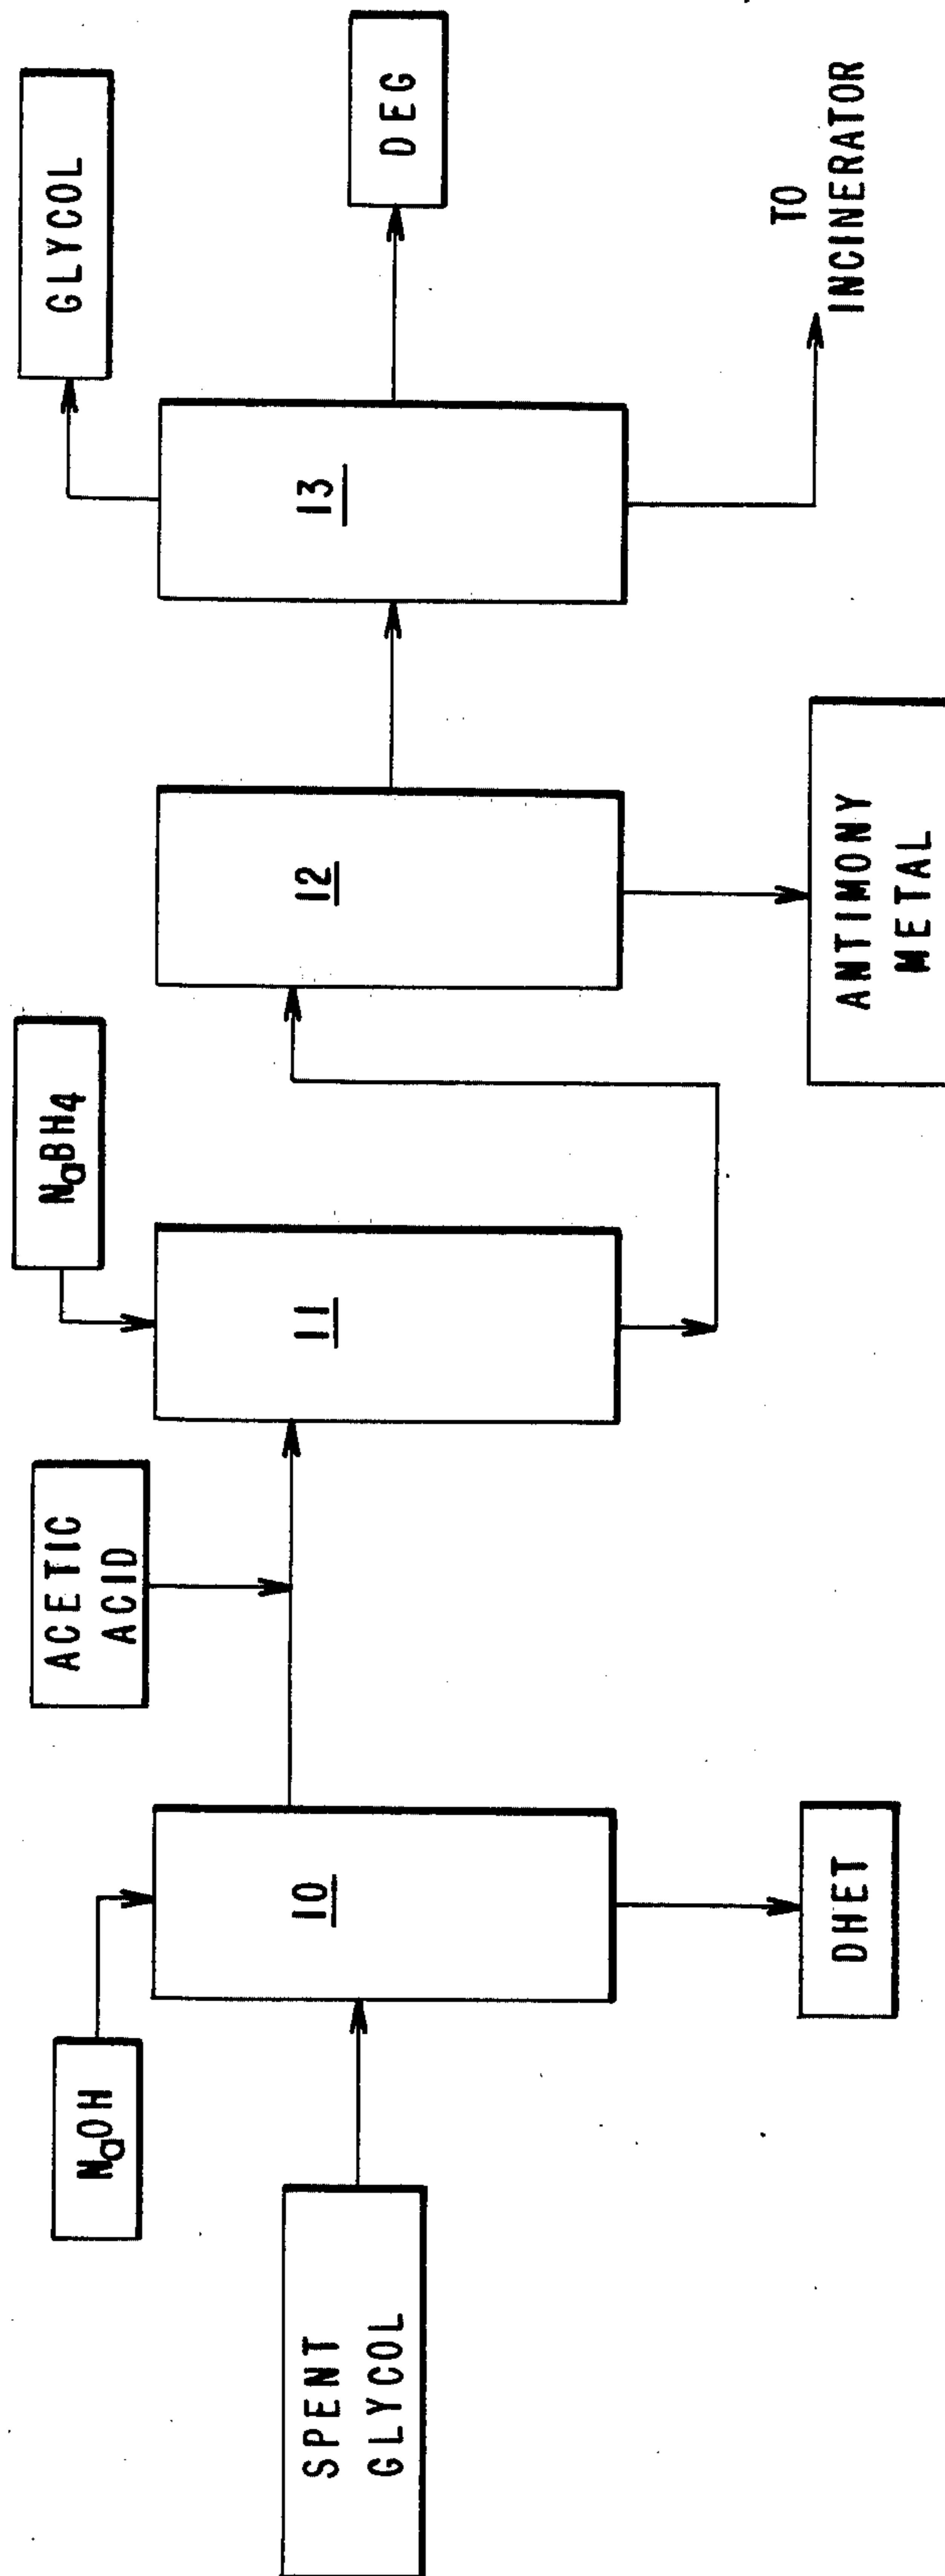 SPENT
GLYCOL
NaOH
10
DHET
ACETIC
ACID
NaBH4
11
12
ANTIMONY
METAL
13
GLYCOL
DEG
TO
INCINERATOR